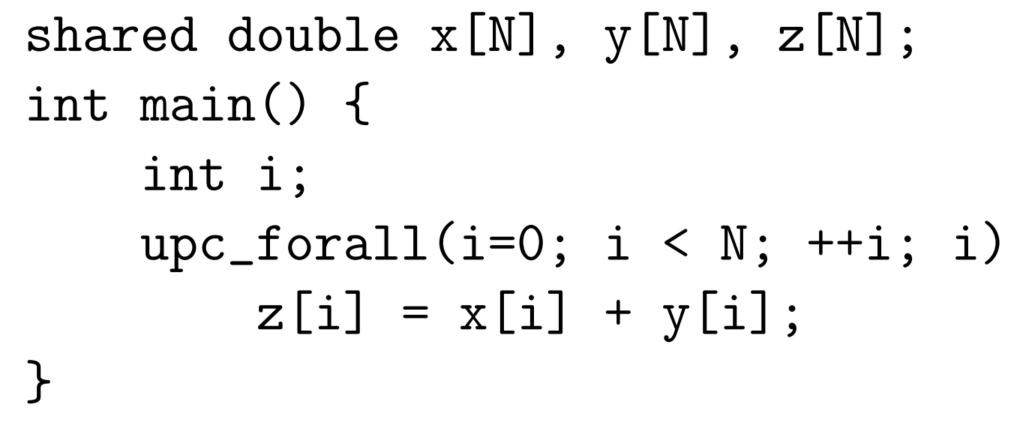 shared double x[N], y[N], z[N];
int main() {
    int i;
    upc_forall(i=0; i < N; ++i; i)
        z[i] = x[i] + y[i];
}